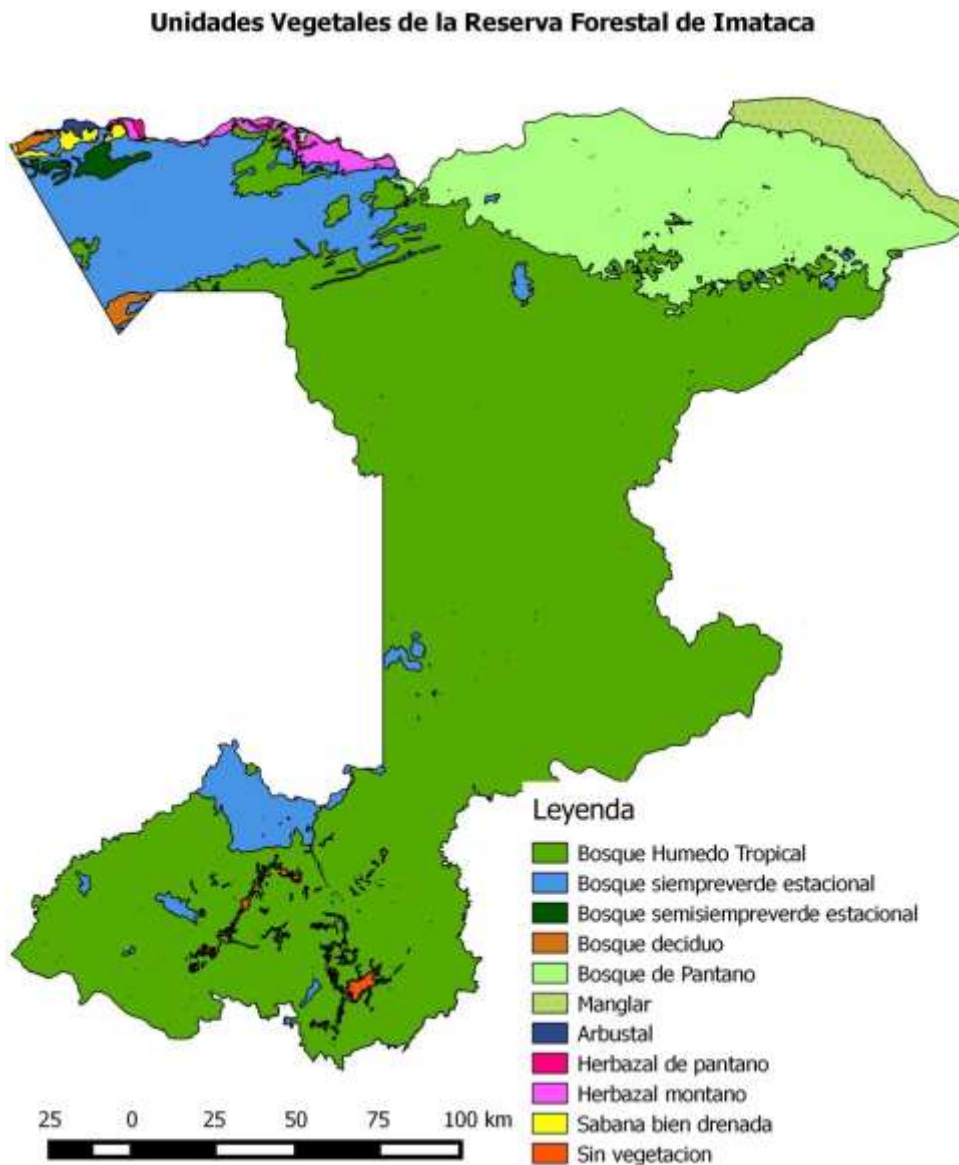 Unidades Vegetales de la Reserva Forestal de Imataca
Leyenda
Bosque Humedo Tropical
Bosque siempreverde estacional
Bosque semisiempreverde estacional
Bosque deciduo
Bosque de Pantano
Manglar
Arbustal
Herbazal de pantano
Herbazal montano
Sabana bien drenada
Sin vegetacion
25 0 25 50 75 100 km